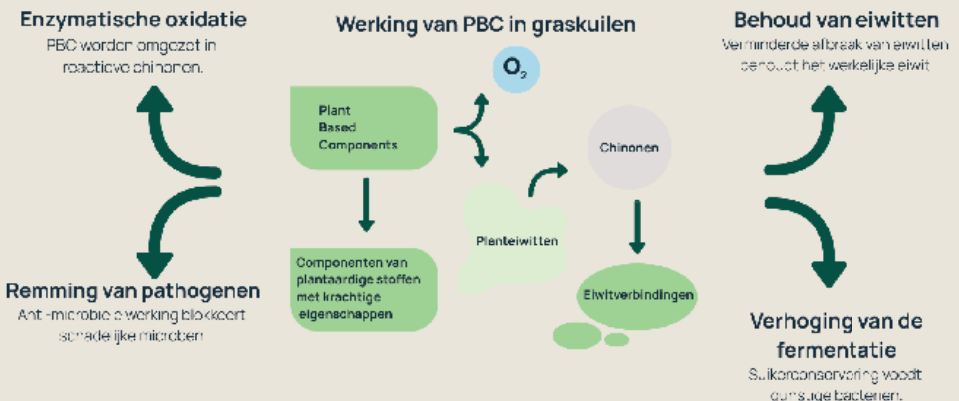 Enzymatische oxidatie
PBC worden omgezet in
reactieve chinonen.
Werking van PBC in graskuilen
Behoud van eiwitten
Verminderde afbraak van eiwitten
behoudt het werkelijke eiwit
O₂
Plant
Based
Components
Chinonen
Planteiwitten
Componenten van
plantaardige stoffen
met krachtige
eigenschappen
Eiwitverbindingen
Remming van pathogenen
Anti-microbiele werking blokkeert
schadelijke microben
Verhoging van de
fermentatie
Suikerconservering voedt
gunstige bacteriën.